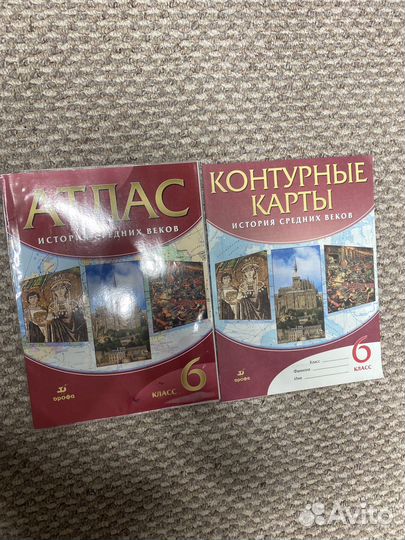 АТЛАС
ИСТОРИЯ СРЕДНИХ ВЕКОВ
дрофа
КЛАСС 6
КОНТУРНЫЕ
КАРТЫ
ИСТОРИЯ СРЕДНИХ ВЕКОВ
Класс
Фамилия
Имя
6
КЛАСС
дрофа
Avito